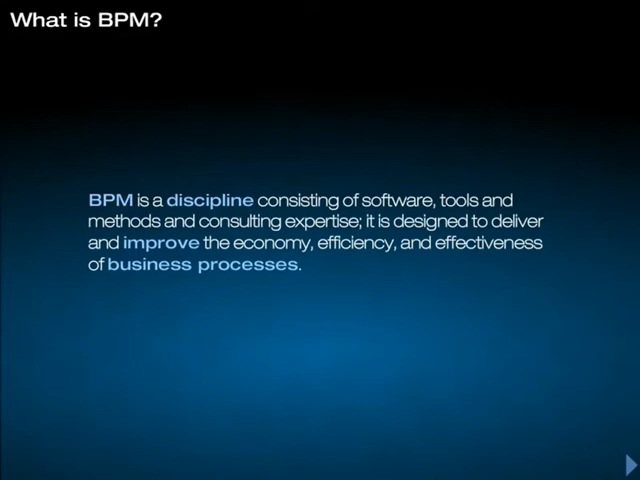 What is BPM?
BPM is a discipline consisting of software, tools and
methods and consulting expertise; it is designed to deliver
and improve the economy, efficiency, and effectiveness
of business processes.